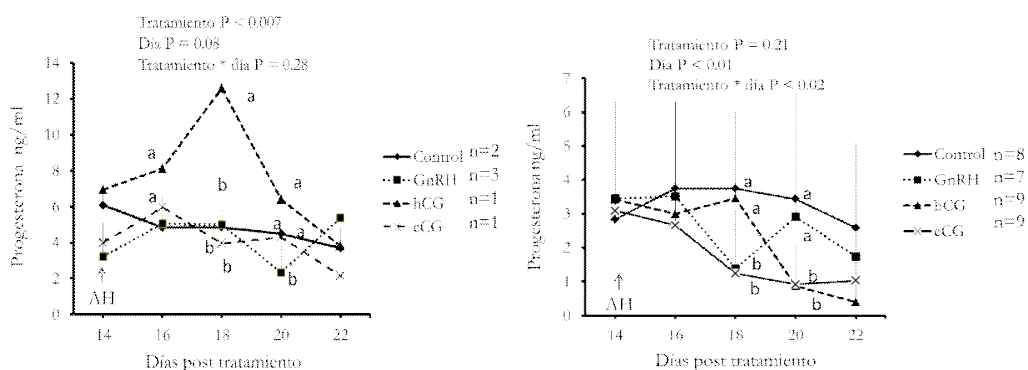 Tratamiento P < 0.007
Día P = 0.08
Tratamiento * día P = 0.28
14
12
10
8
6
4
2
0
Progesterona ng/ml
a
a
b
a
a
a
a
b
b
b
AH
14 16 18 20 22
Días post tratamiento
Control n=2
GnRH n=3
hCG n=1
eCG n=1
Tratamiento P = 0.21
Día P < 0.01
Tratamiento * día P < 0.02
7
6
5
4
3
2
1
0
Progesterona ng/ml
a
a
a
a
b
b
b
b
AH
14 16 18 20 22
Días post tratamiento
Control n=8
GnRH n=7
hCG n=9
eCG n=9